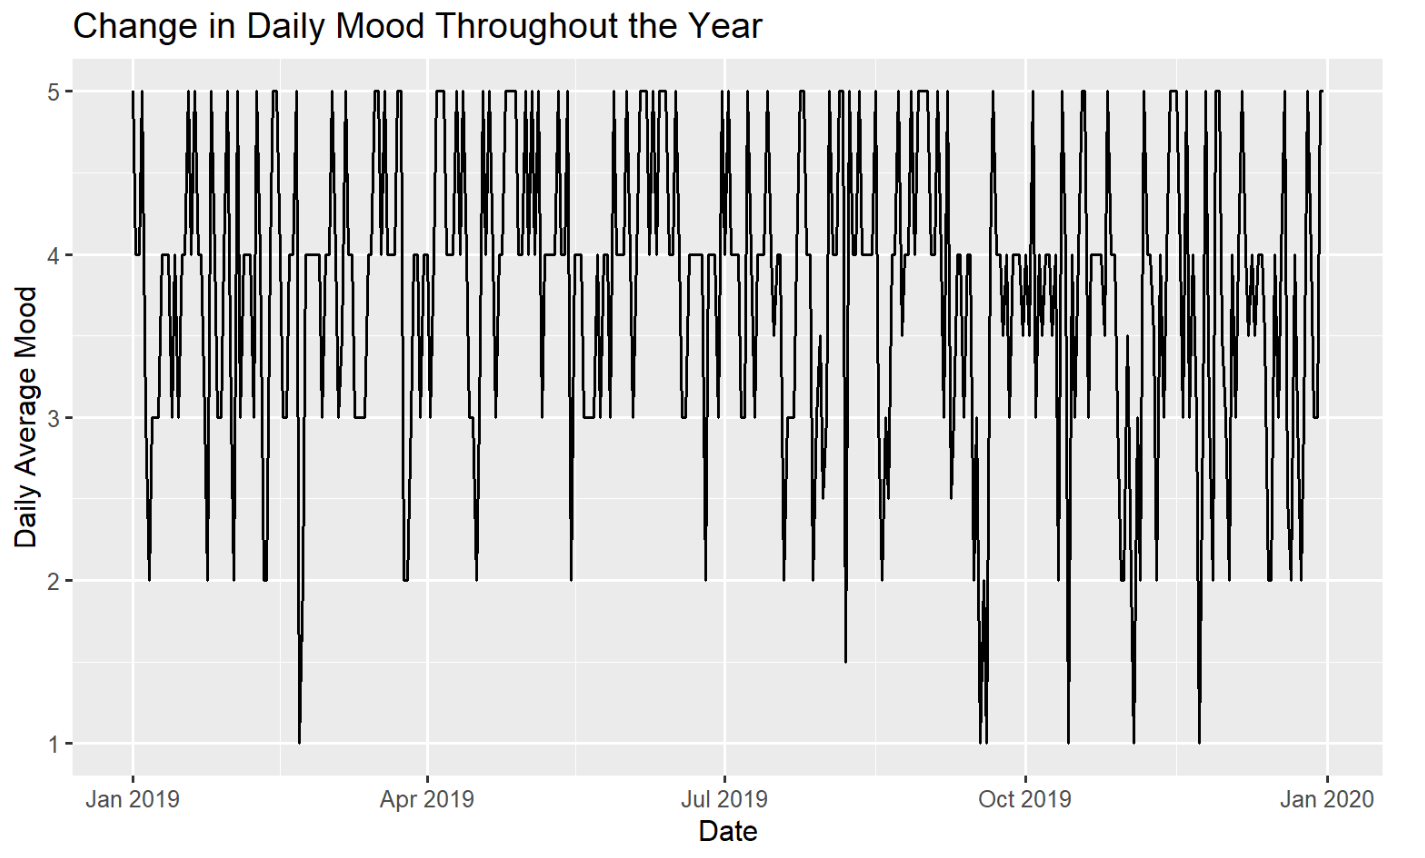 Change in Daily Mood Throughout the Year
Daily Average Mood
5
4
3
2
1
Jan 2019
Apr 2019
Jul 2019
Oct 2019
Jan 2020
Date